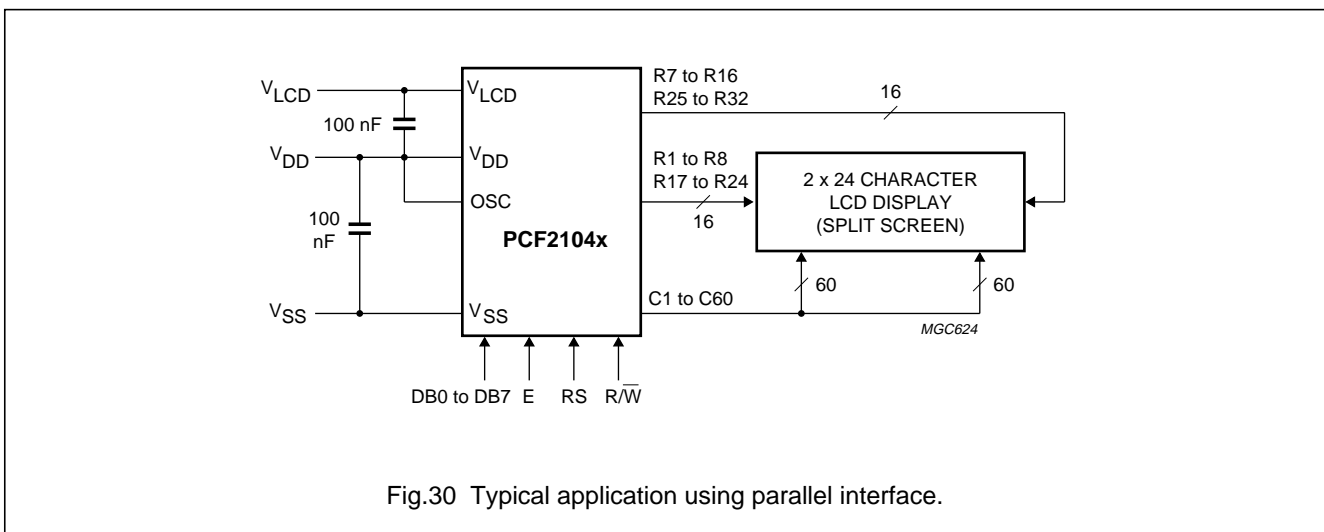 V_LCD
100 nF
V_DD
100
nF
V_SS
V_LCD
V_DD
OSC
PCF2104x
V_SS
R7 to R16
R25 to R32
16
R1 to R8
R17 to R24
16
2 x 24 CHARACTER
LCD DISPLAY
(SPLIT SCREEN)
C1 to C60
60
60
MGC624
DB0 to DB7 E RS R/W̅
Fig.30 Typical application using parallel interface.